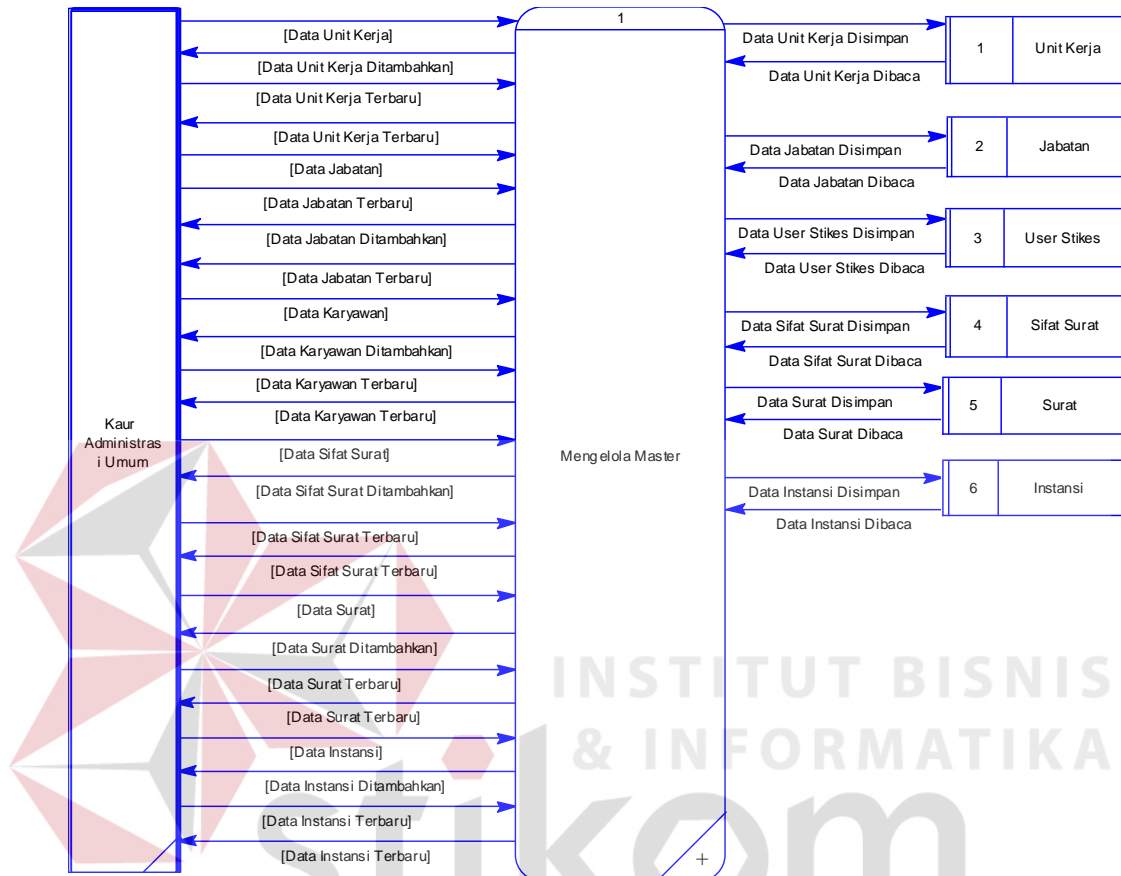 1
[Data Unit Kerja]
[Data Unit Kerja Ditambahkan]
[Data Unit Kerja Terbaru]
[Data Unit Kerja Terbaru]
[Data Jabatan]
[Data Jabatan Terbaru]
[Data Jabatan Ditambahkan]
[Data Jabatan Terbaru]
[Data Karyawan]
[Data Karyawan Ditambahkan]
[Data Karyawan Terbaru]
[Data Karyawan Terbaru]
[Data Sifat Surat]
[Data Sifat Surat Ditambahkan]
[Data Sifat Surat Terbaru]
[Data Sifat Surat Terbaru]
[Data Surat]
[Data Surat Ditambahkan]
[Data Surat Terbaru]
[Data Surat Terbaru]
[Data Instansi]
[Data Instansi Ditambahkan]
[Data Instansi Terbaru]
[Data Instansi Terbaru]
Kaur
Administras
i Umum
Mengelola Master
+
Data Unit Kerja Disimpan
Data Unit Kerja Dibaca
1 Unit Kerja
Data Jabatan Disimpan
Data Jabatan Dibaca
2 Jabatan
Data User Stikes Disimpan
Data User Stikes Dibaca
3 User Stikes
Data Sifat Surat Disimpan
Data Sifat Surat Dibaca
4 Sifat Surat
Data Surat Disimpan
Data Surat Dibaca
5 Surat
Data Instansi Disimpan
Data Instansi Dibaca
6 Instansi
INSTITUT BISNIS
& INFORMATIKA
stikom